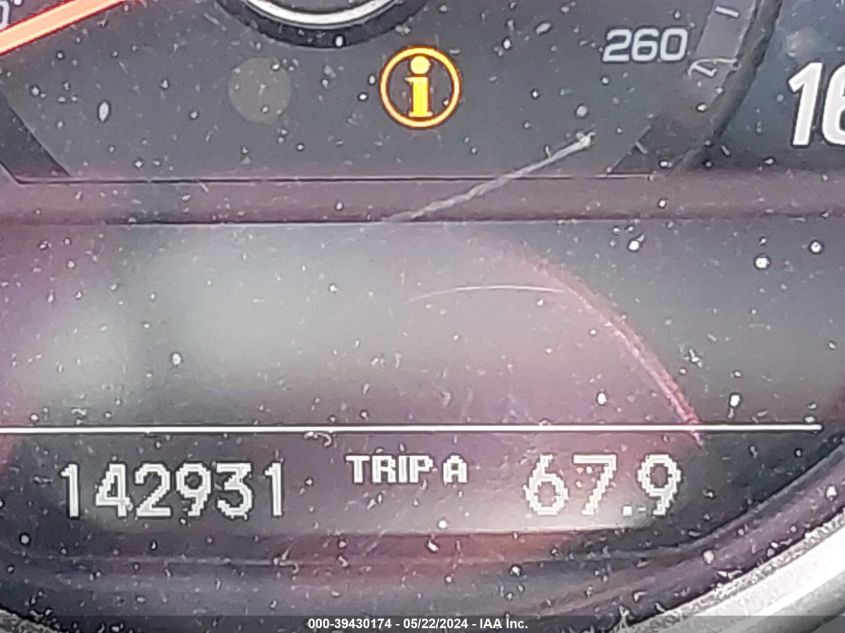 260
142931 TRIP A 67.9
000-39430174 - 05/22/2024 - IAA Inc.